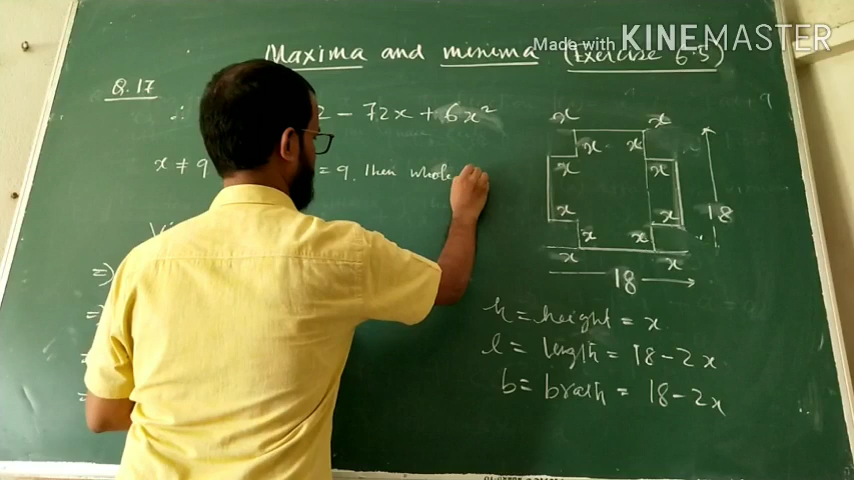 Made with KINEMASTER
Maxima and minima (Exercise 6.5)
Q.17
∴ 2 - 72x + 6x²
x ≠ 9 = 9. Then whole
x x
x x
x x
18
x x
x x
x x
18
h = height = x
l = length = 18-2x
b = brath = 18-2x